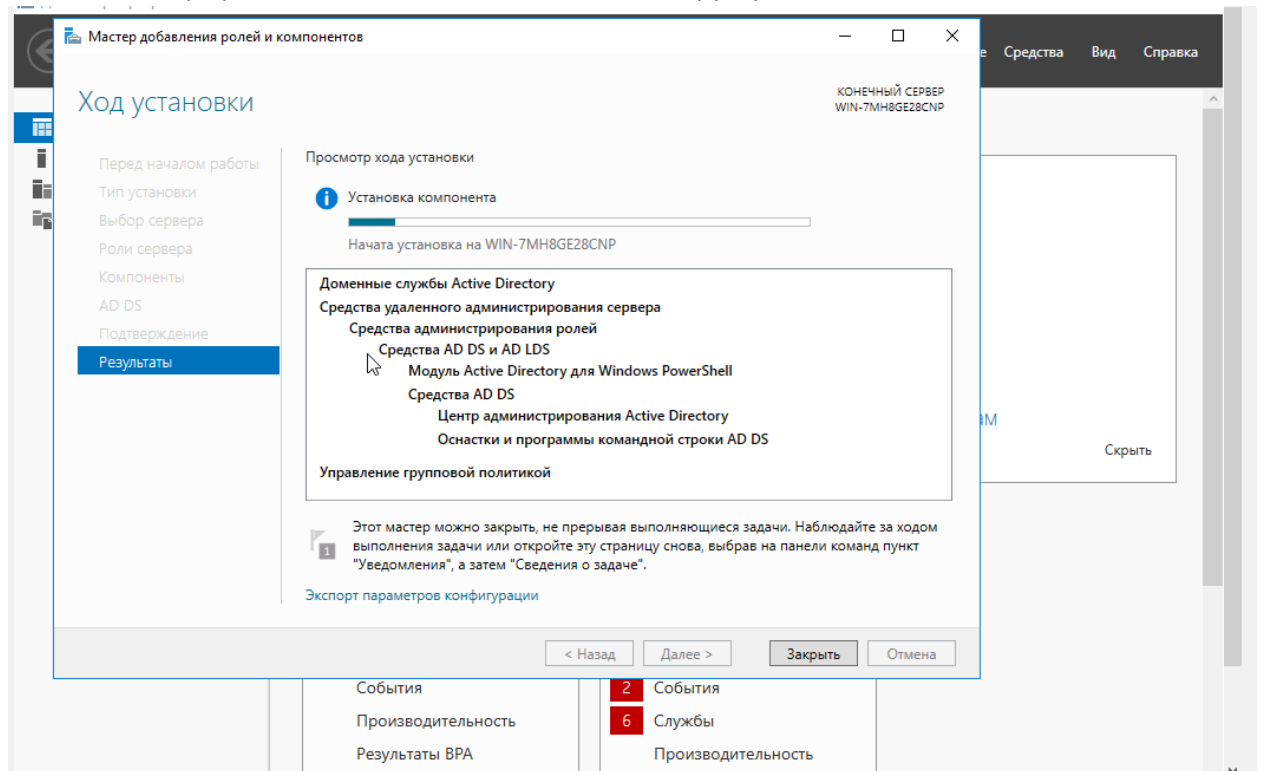 Мастер добавления ролей и компонентов
Средства Вид Справка
Ход установки
КОНЕЧНЫЙ СЕРВЕР
WIN-7MH8GE28CNP
Перед началом работы
Тип установки
Выбор сервера
Роли сервера
Компоненты
AD DS
Подтверждение
Результаты
Просмотр хода установки
Установка компонента
Начата установка на WIN-7MH8GE28CNP
Доменные службы Active Directory
Средства удаленного администрирования сервера
Средства администрирования ролей
Средства AD DS и AD LDS
Модуль Active Directory для Windows PowerShell
Средства AD DS
Центр администрирования Active Directory
Оснастки и программы командной строки AD DS
Управление групповой политикой
1
Этот мастер можно закрыть, не прерывая выполняющиеся задачи. Наблюдайте за ходом
выполнения задачи или откройте эту страницу снова, выбрав на панели команд пункт
"Уведомления", а затем "Сведения о задаче".
Экспорт параметров конфигурации
< Назад Далее > Закрыть Отмена
Скрыть
События
Производительность
Результаты BPA
2 События
6 Службы
Производительность